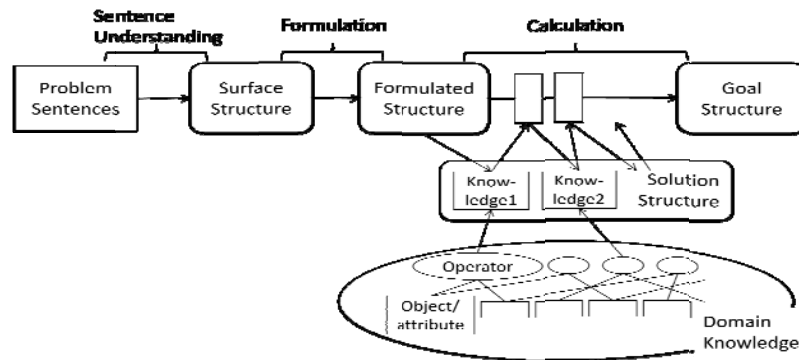 Sentence
Understanding
Formulation
Calculation
Problem
Sentences
Surface
Structure
Formulated
Structure
Goal
Structure
Know-
ledge1
Know-
ledge2
Solution
Structure
Operator
Object/
attribute
Domain
Knowledge